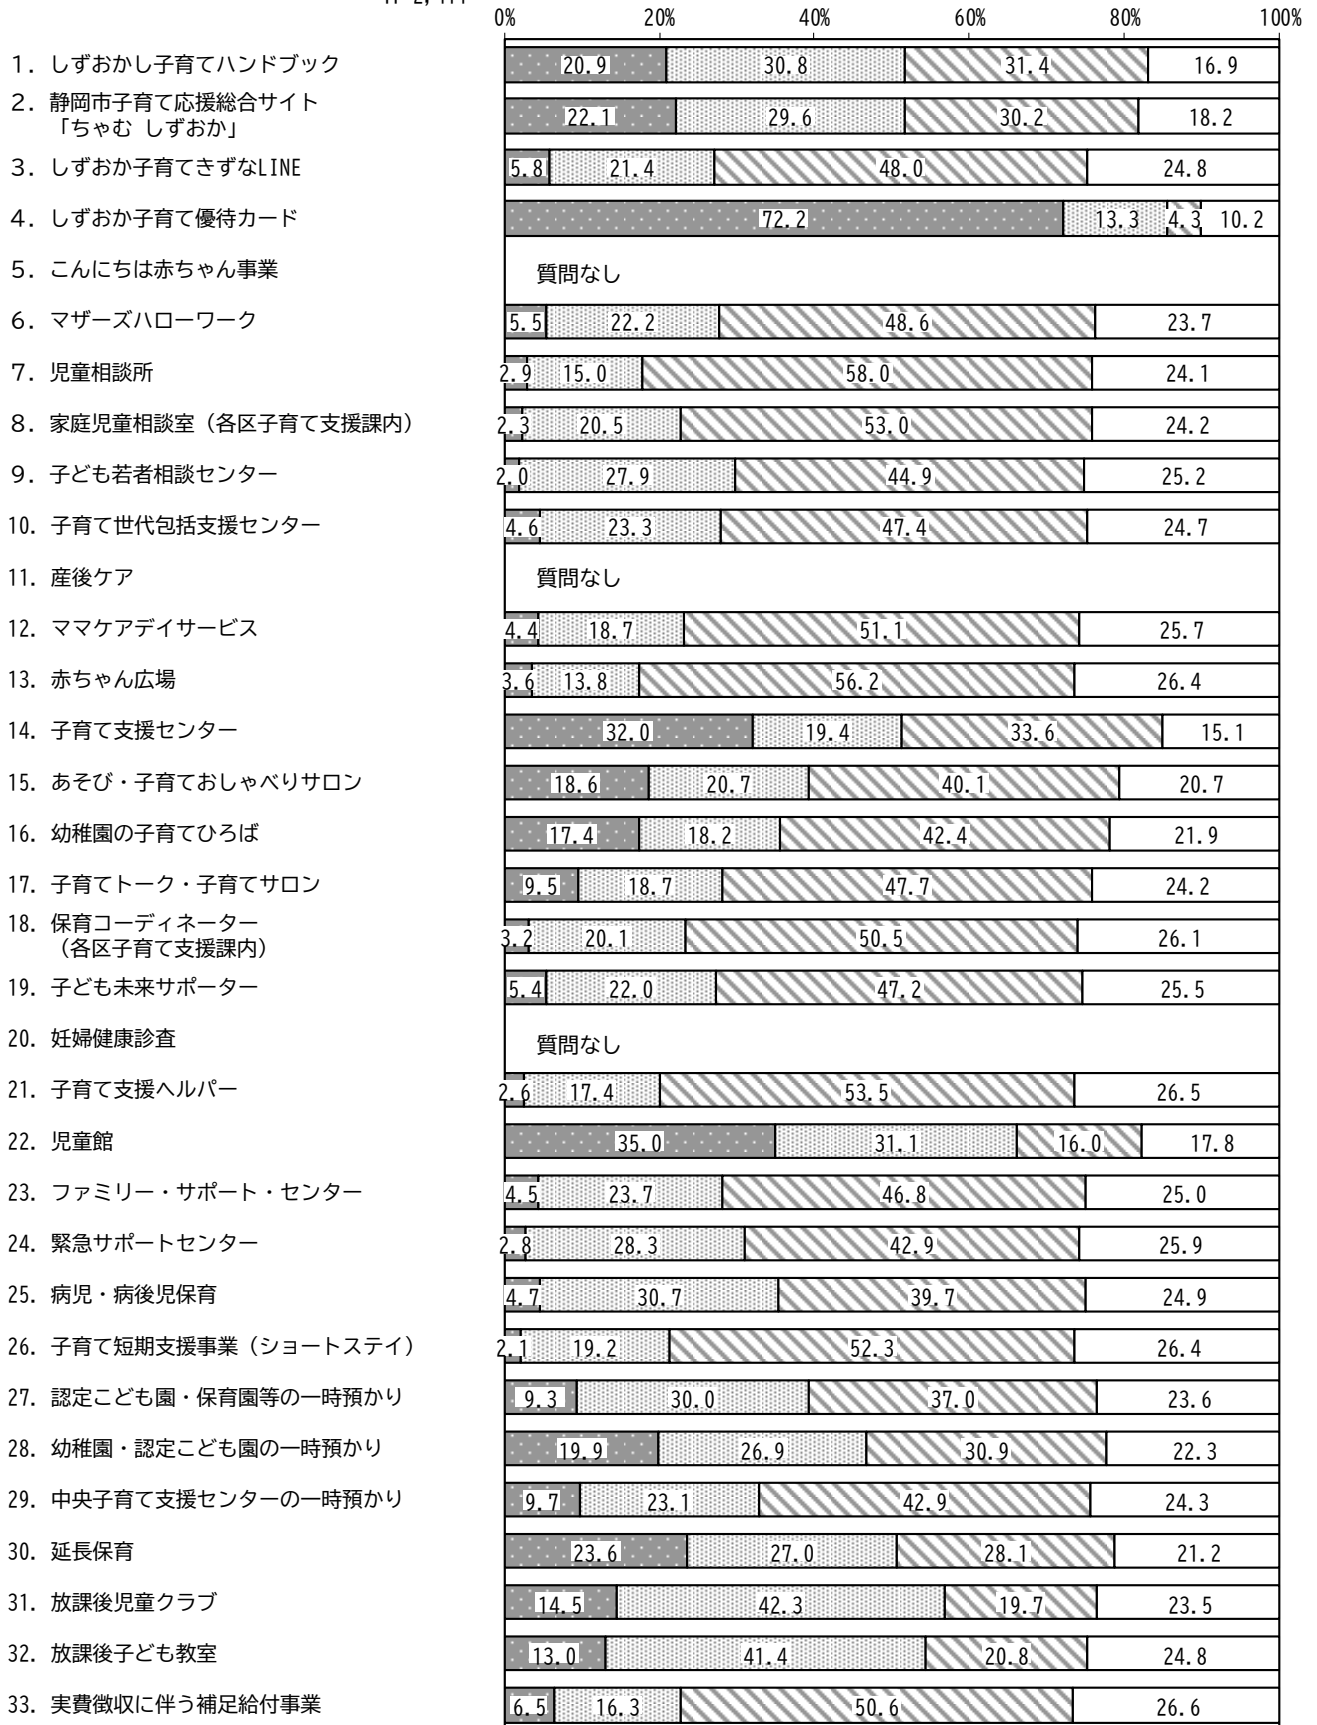 0% 20% 40% 60% 80% 100%
1. しずおかし子育てハンドブック 20.9 30.8 31.4 16.9
2. 静岡市子育て応援総合サイト
「ちゃむ しずおか」 22.1 29.6 30.2 18.2
3. しずおか子育てきずなLINE 5.8 21.4 48.0 24.8
4. しずおか子育て優待カード 72.2 13.3 4.3 10.2
5. こんにちは赤ちゃん事業 質問なし
6. マザーズハローワーク 5.5 22.2 48.6 23.7
7. 児童相談所 2.9 15.0 58.0 24.1
8. 家庭児童相談室（各区子育て支援課内） 2.3 20.5 53.0 24.2
9. 子ども若者相談センター 2.0 27.9 44.9 25.2
10. 子育て世代包括支援センター 4.6 23.3 47.4 24.7
11. 産後ケア 質問なし
12. ママケアデイサービス 4.4 18.7 51.1 25.7
13. 赤ちゃん広場 3.6 13.8 56.2 26.4
14. 子育て支援センター 32.0 19.4 33.6 15.1
15. あそび・子育ておしゃべりサロン 18.6 20.7 40.1 20.7
16. 幼稚園の子育てひろば 17.4 18.2 42.4 21.9
17. 子育てトーク・子育てサロン 9.5 18.7 47.7 24.2
18. 保育コーディネーター
（各区子育て支援課内） 3.2 20.1 50.5 26.1
19. 子ども未来サポーター 5.4 22.0 47.2 25.5
20. 妊婦健康診査 質問なし
21. 子育て支援ヘルパー 2.6 17.4 53.5 26.5
22. 児童館 35.0 31.1 16.0 17.8
23. ファミリー・サポート・センター 4.5 23.7 46.8 25.0
24. 緊急サポートセンター 2.8 28.3 42.9 25.9
25. 病児・病後児保育 4.7 30.7 39.7 24.9
26. 子育て短期支援事業（ショートステイ） 2.1 19.2 52.3 26.4
27. 認定こども園・保育園等の一時預かり 9.3 30.0 37.0 23.6
28. 幼稚園・認定こども園の一時預かり 19.9 26.9 30.9 22.3
29. 中央子育て支援センターの一時預かり 9.7 23.1 42.9 24.3
30. 延長保育 23.6 27.0 28.1 21.2
31. 放課後児童クラブ 14.5 42.3 19.7 23.5
32. 放課後子ども教室 13.0 41.4 20.8 24.8
33. 実費徴収に伴う補足給付事業 6.5 16.3 50.6 26.6